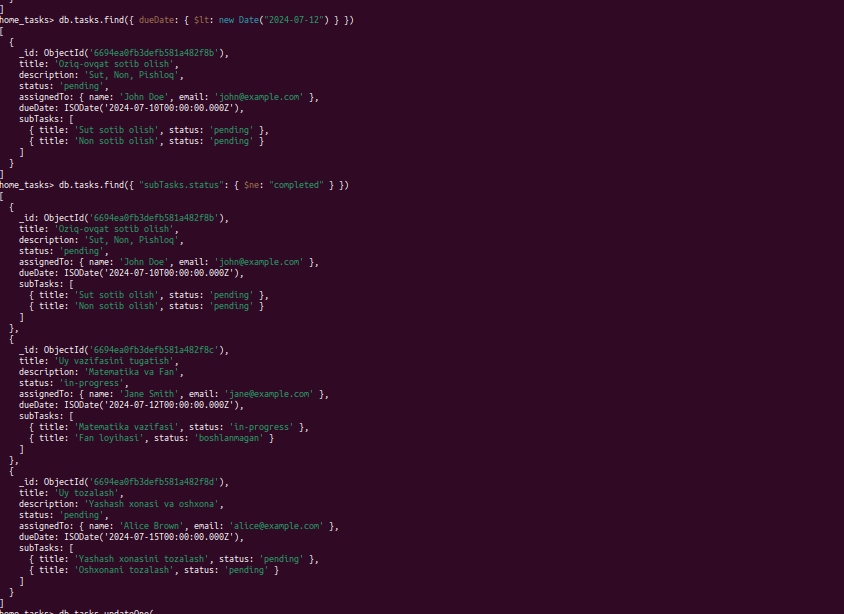 }
]
home_tasks> db.tasks.find({ dueDate: { $lt: new Date("2024-07-12") } })
[
  {
    _id: ObjectId('6694ea0fb3defb581a482f8b'),
    title: 'Oziq-ovqat sotib olish',
    description: 'Sut, Non, Pishloq',
    status: 'pending',
    assignedTo: { name: 'John Doe', email: 'john@example.com' },
    dueDate: ISODate('2024-07-10T00:00:00.000Z'),
    subTasks: [
      { title: 'Sut sotib olish', status: 'pending' },
      { title: 'Non sotib olish', status: 'pending' }
    ]
  }
]
home_tasks> db.tasks.find({ "subTasks.status": { $ne: "completed" } })
[
  {
    _id: ObjectId('6694ea0fb3defb581a482f8b'),
    title: 'Oziq-ovqat sotib olish',
    description: 'Sut, Non, Pishloq',
    status: 'pending',
    assignedTo: { name: 'John Doe', email: 'john@example.com' },
    dueDate: ISODate('2024-07-10T00:00:00.000Z'),
    subTasks: [
      { title: 'Sut sotib olish', status: 'pending' },
      { title: 'Non sotib olish', status: 'pending' }
    ]
  },
  {
    _id: ObjectId('6694ea0fb3defb581a482f8c'),
    title: 'Uy vazifasini tugatish',
    description: 'Matematika va Fan',
    status: 'in-progress',
    assignedTo: { name: 'Jane Smith', email: 'jane@example.com' },
    dueDate: ISODate('2024-07-12T00:00:00.000Z'),
    subTasks: [
      { title: 'Matematika vazifasi', status: 'in-progress' },
      { title: 'Fan loyihasi', status: 'boshlanmagan' }
    ]
  },
  {
    _id: ObjectId('6694ea0fb3defb581a482f8d'),
    title: 'Uy tozalash',
    description: 'Yashash xonasi va oshxona',
    status: 'pending',
    assignedTo: { name: 'Alice Brown', email: 'alice@example.com' },
    dueDate: ISODate('2024-07-15T00:00:00.000Z'),
    subTasks: [
      { title: 'Yashash xonasini tozalash', status: 'pending' },
      { title: 'Oshxonani tozalash', status: 'pending' }
    ]
  }
]
home_tasks> db.tasks.updateOne(